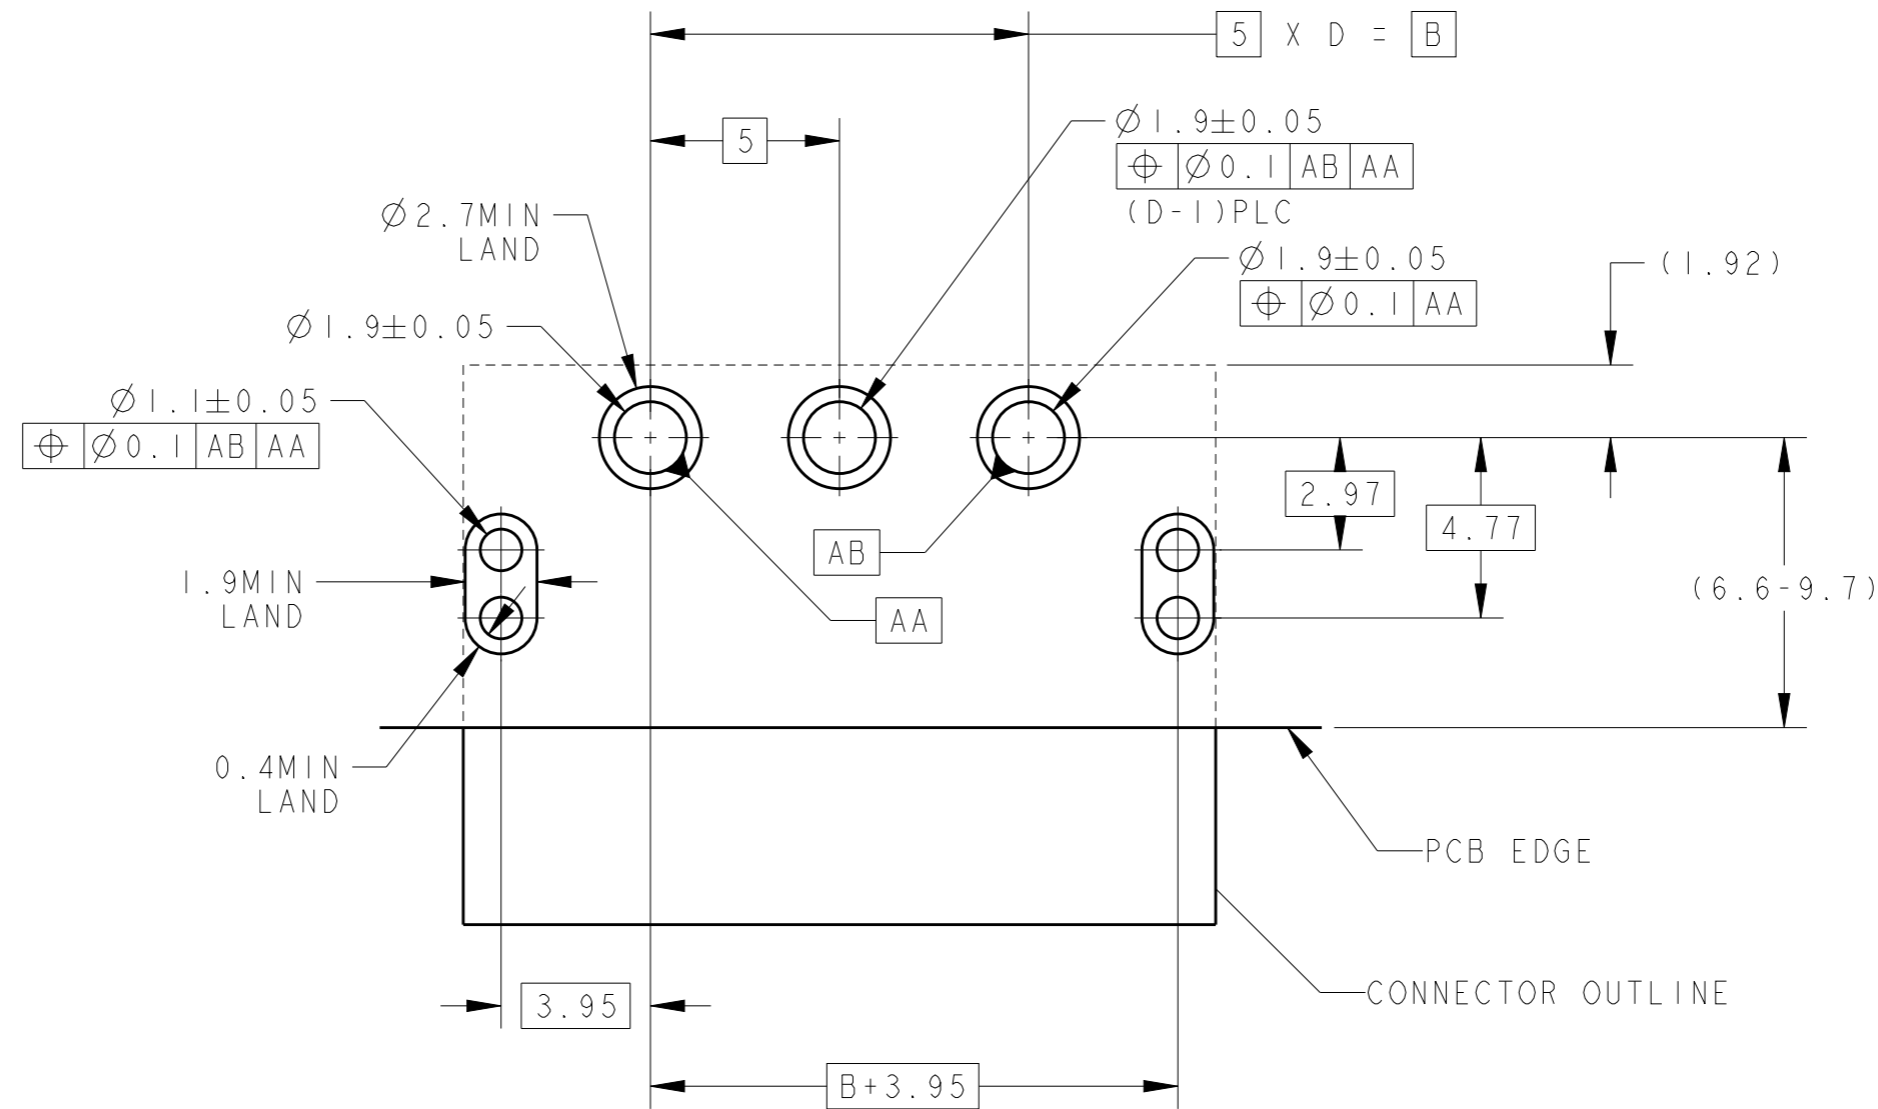 5 X D = B
5
Ø1.9±0.05
⌖ Ø0.1 AB AA
(D-1)PLC
Ø2.7MIN
LAND
Ø1.9±0.05
⌖ Ø0.1 AA
(1.92)
Ø1.9±0.05
Ø1.1±0.05
⌖ Ø0.1 AB AA
2.97
4.77
AB
1.9MIN
LAND
(6.6-9.7)
AA
0.4MIN
LAND
PCB EDGE
CONNECTOR OUTLINE
3.95
B+3.95